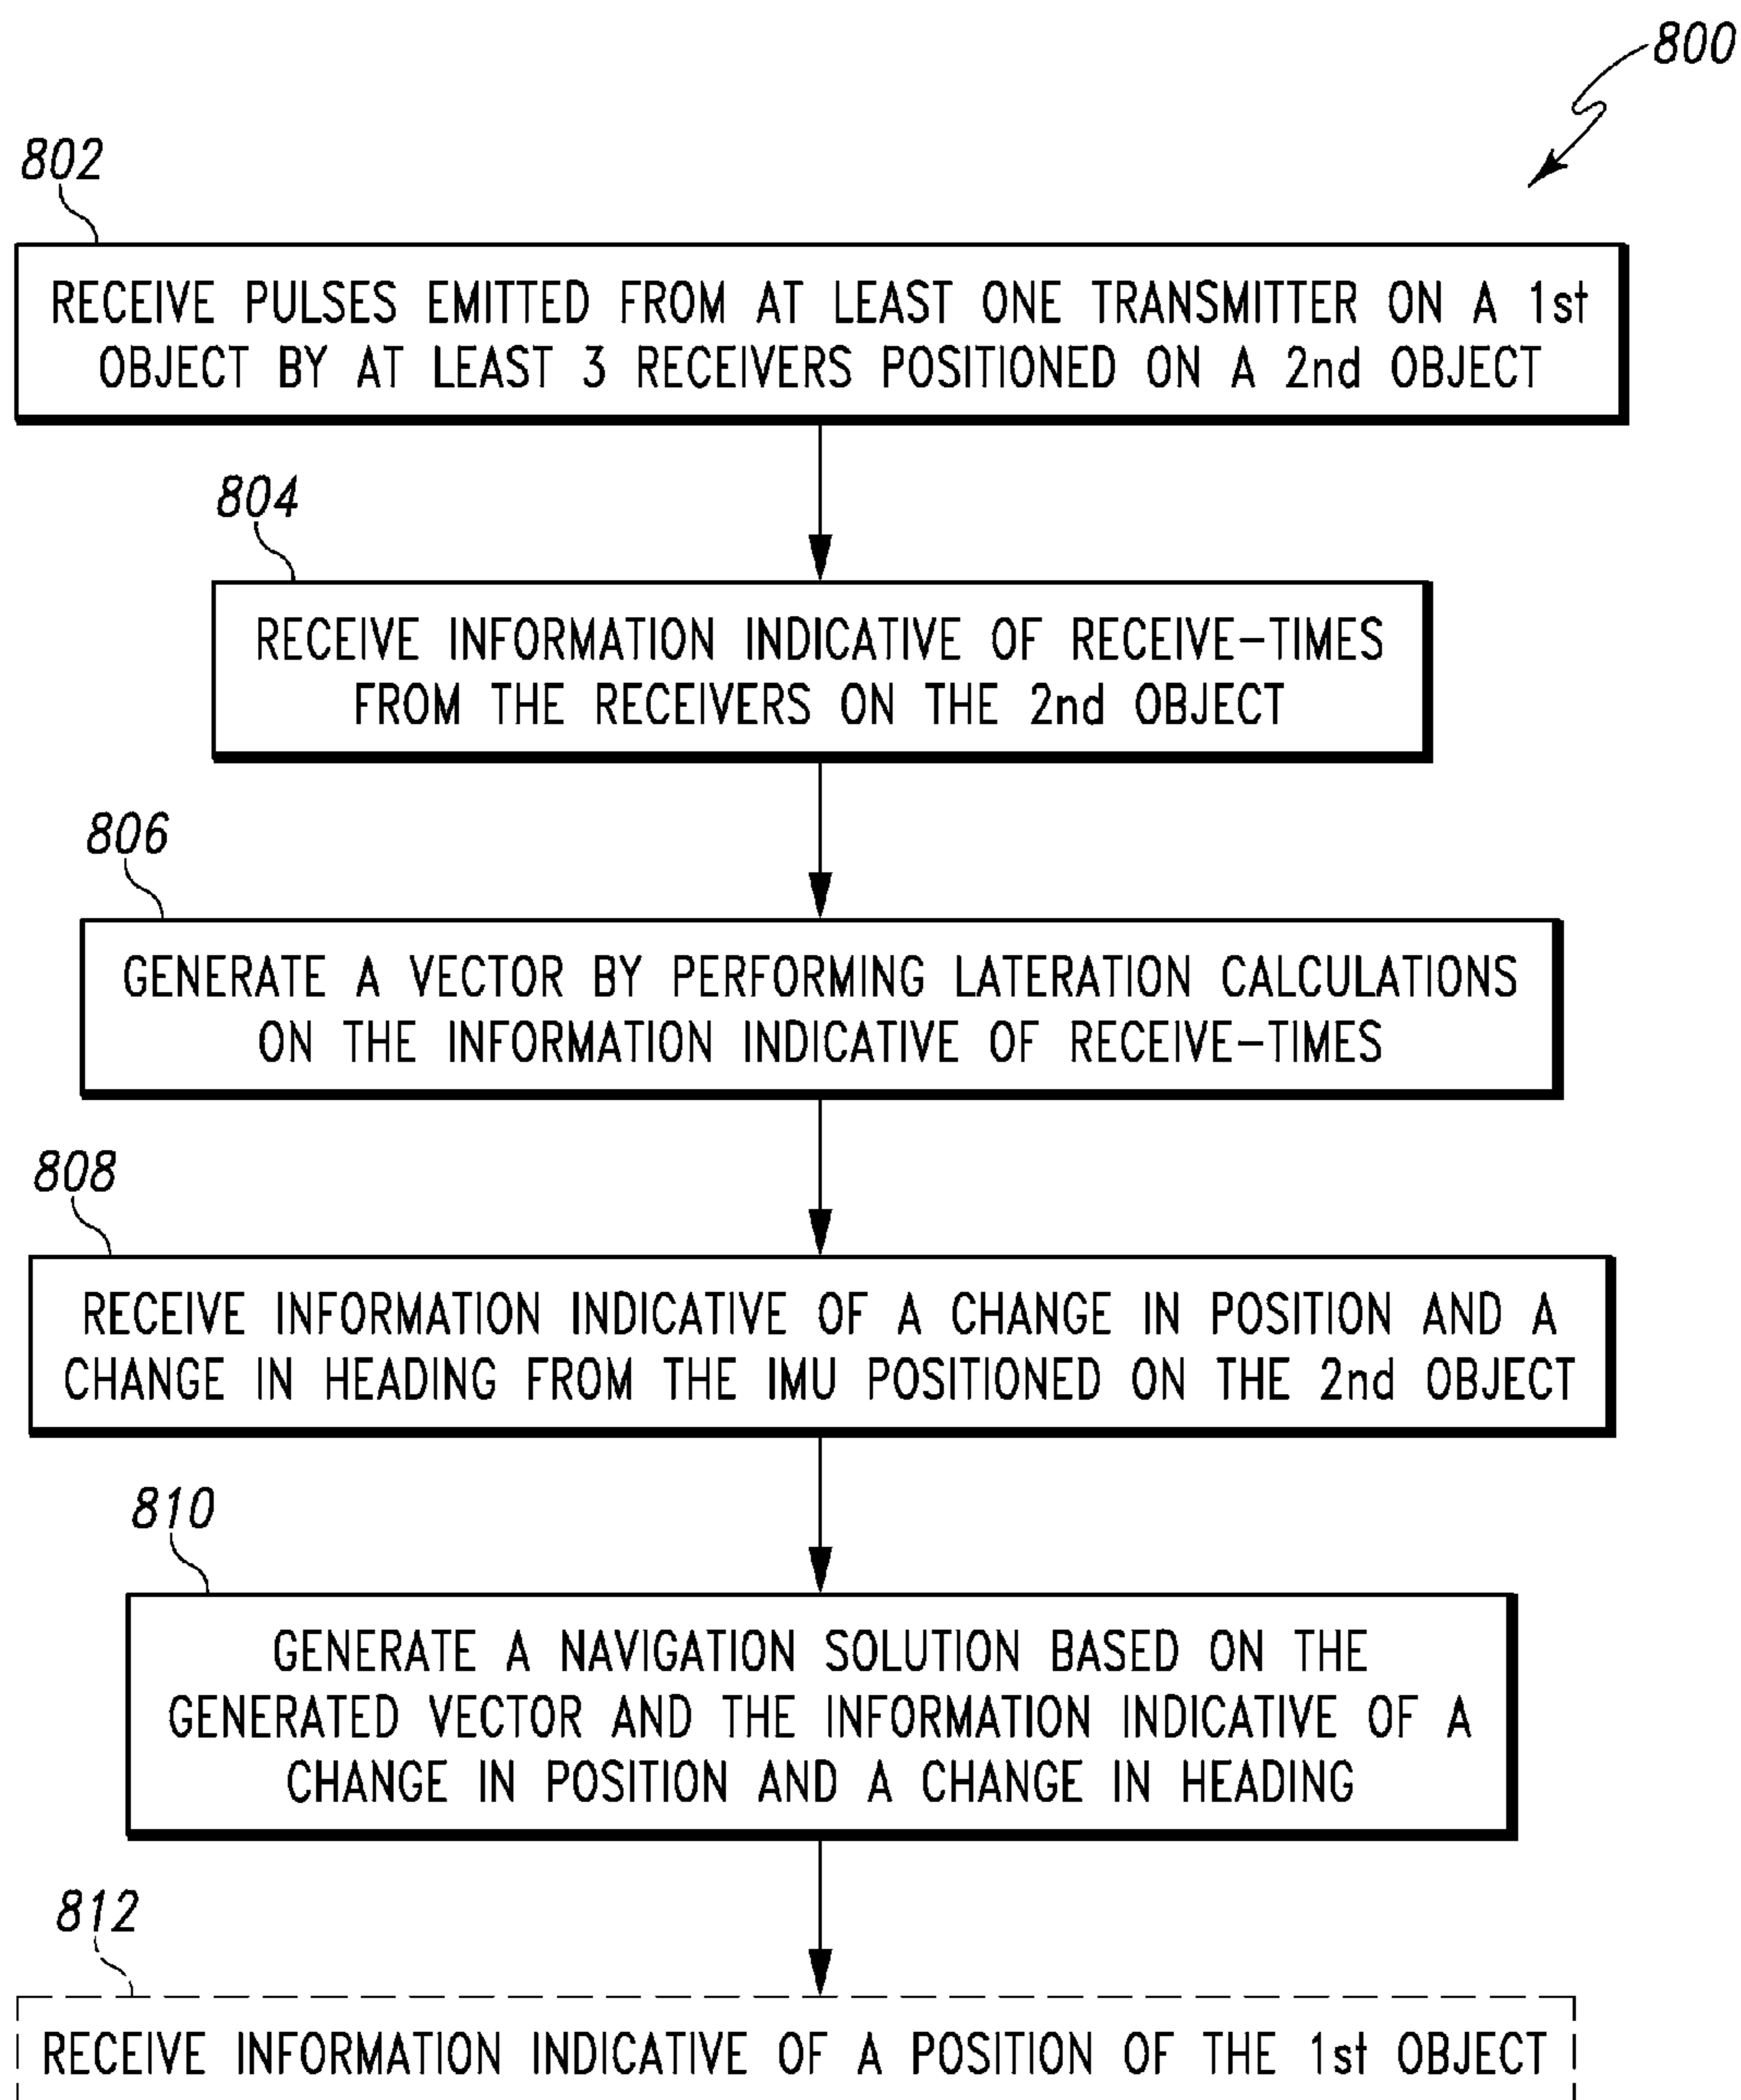 800
802
RECEIVE PULSES EMITTED FROM AT LEAST ONE TRANSMITTER ON A 1st
OBJECT BY AT LEAST 3 RECEIVERS POSITIONED ON A 2nd OBJECT
804
RECEIVE INFORMATION INDICATIVE OF RECEIVE-TIMES
FROM THE RECEIVERS ON THE 2nd OBJECT
806
GENERATE A VECTOR BY PERFORMING LATERATION CALCULATIONS
ON THE INFORMATION INDICATIVE OF RECEIVE-TIMES
808
RECEIVE INFORMATION INDICATIVE OF A CHANGE IN POSITION AND A
CHANGE IN HEADING FROM THE IMU POSITIONED ON THE 2nd OBJECT
810
GENERATE A NAVIGATION SOLUTION BASED ON THE
GENERATED VECTOR AND THE INFORMATION INDICATIVE OF A
CHANGE IN POSITION AND A CHANGE IN HEADING
812
RECEIVE INFORMATION INDICATIVE OF A POSITION OF THE 1st OBJECT